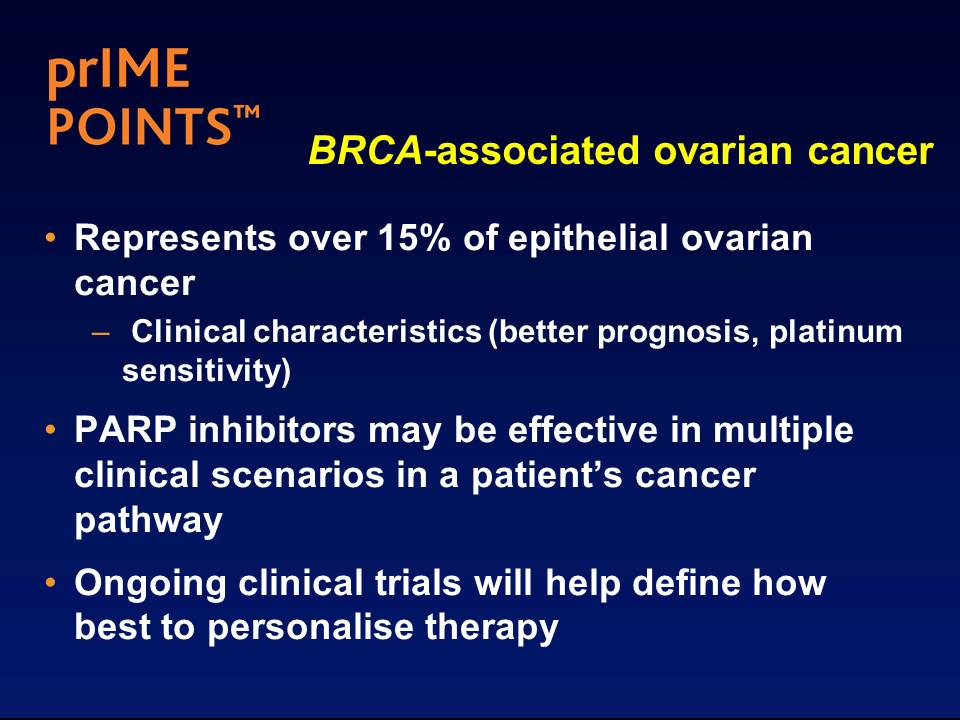 prIME
POINTS™
BRCA-associated ovarian cancer
• Represents over 15% of epithelial ovarian
cancer
– Clinical characteristics (better prognosis, platinum
sensitivity)
• PARP inhibitors may be effective in multiple
clinical scenarios in a patient’s cancer
pathway
• Ongoing clinical trials will help define how
best to personalise therapy